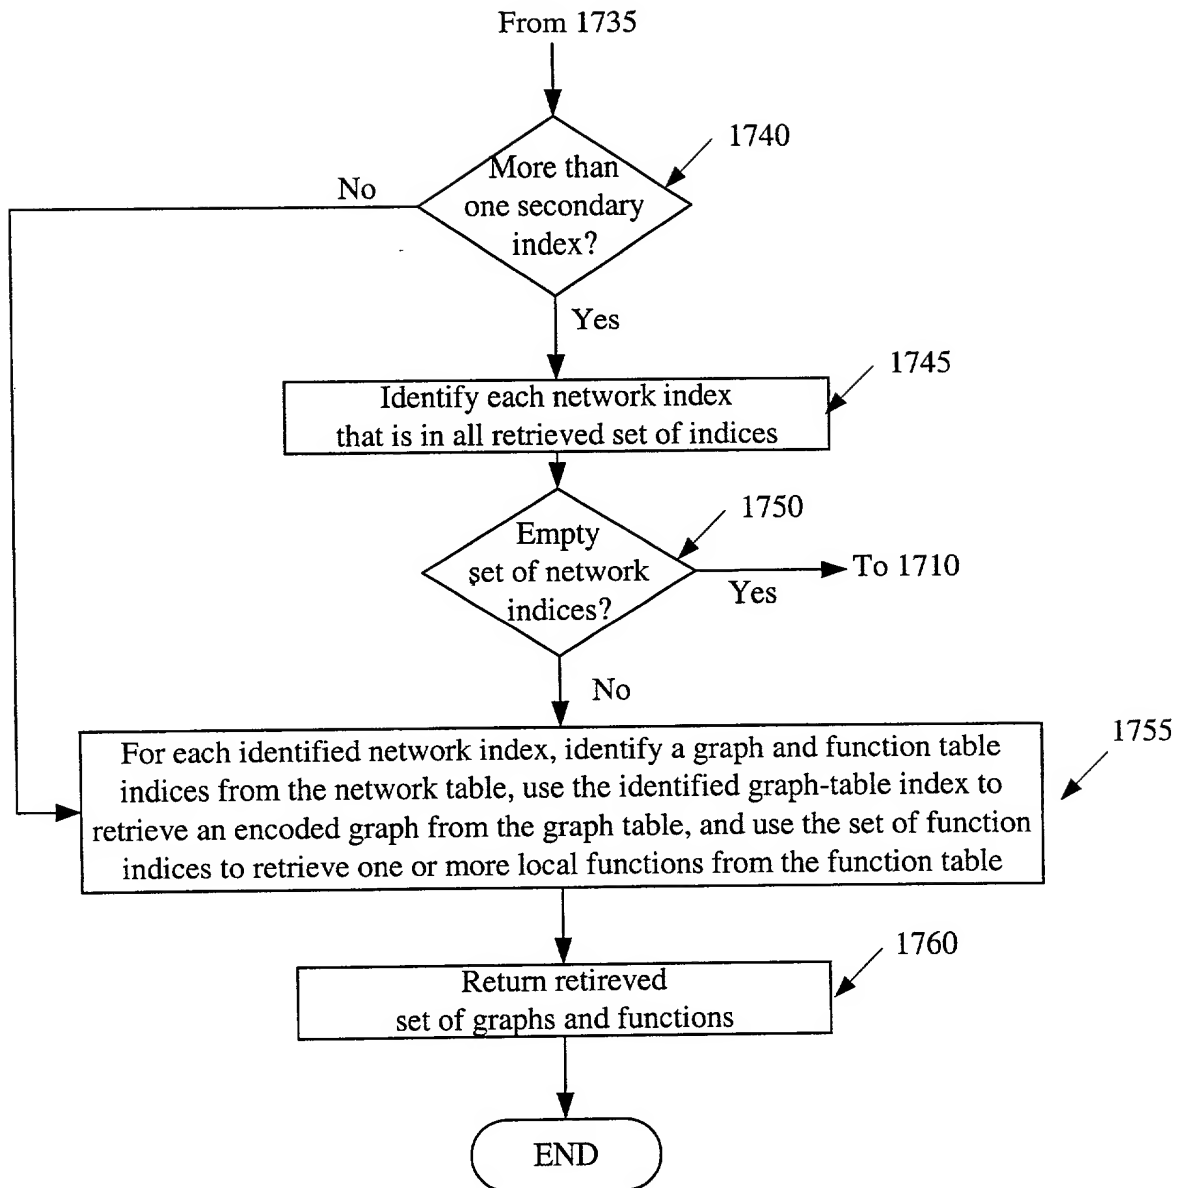 From 1735
1740
More than
one secondary
index?
No
Yes
1745
Identify each network index
that is in all retrieved set of indices
1750
Empty
set of network
indices?
To 1710
Yes
No
1755
For each identified network index, identify a graph and function table
indices from the network table, use the identified graph-table index to
retrieve an encoded graph from the graph table, and use the set of function
indices to retrieve one or more local functions from the function table
1760
Return retireved
set of graphs and functions
END